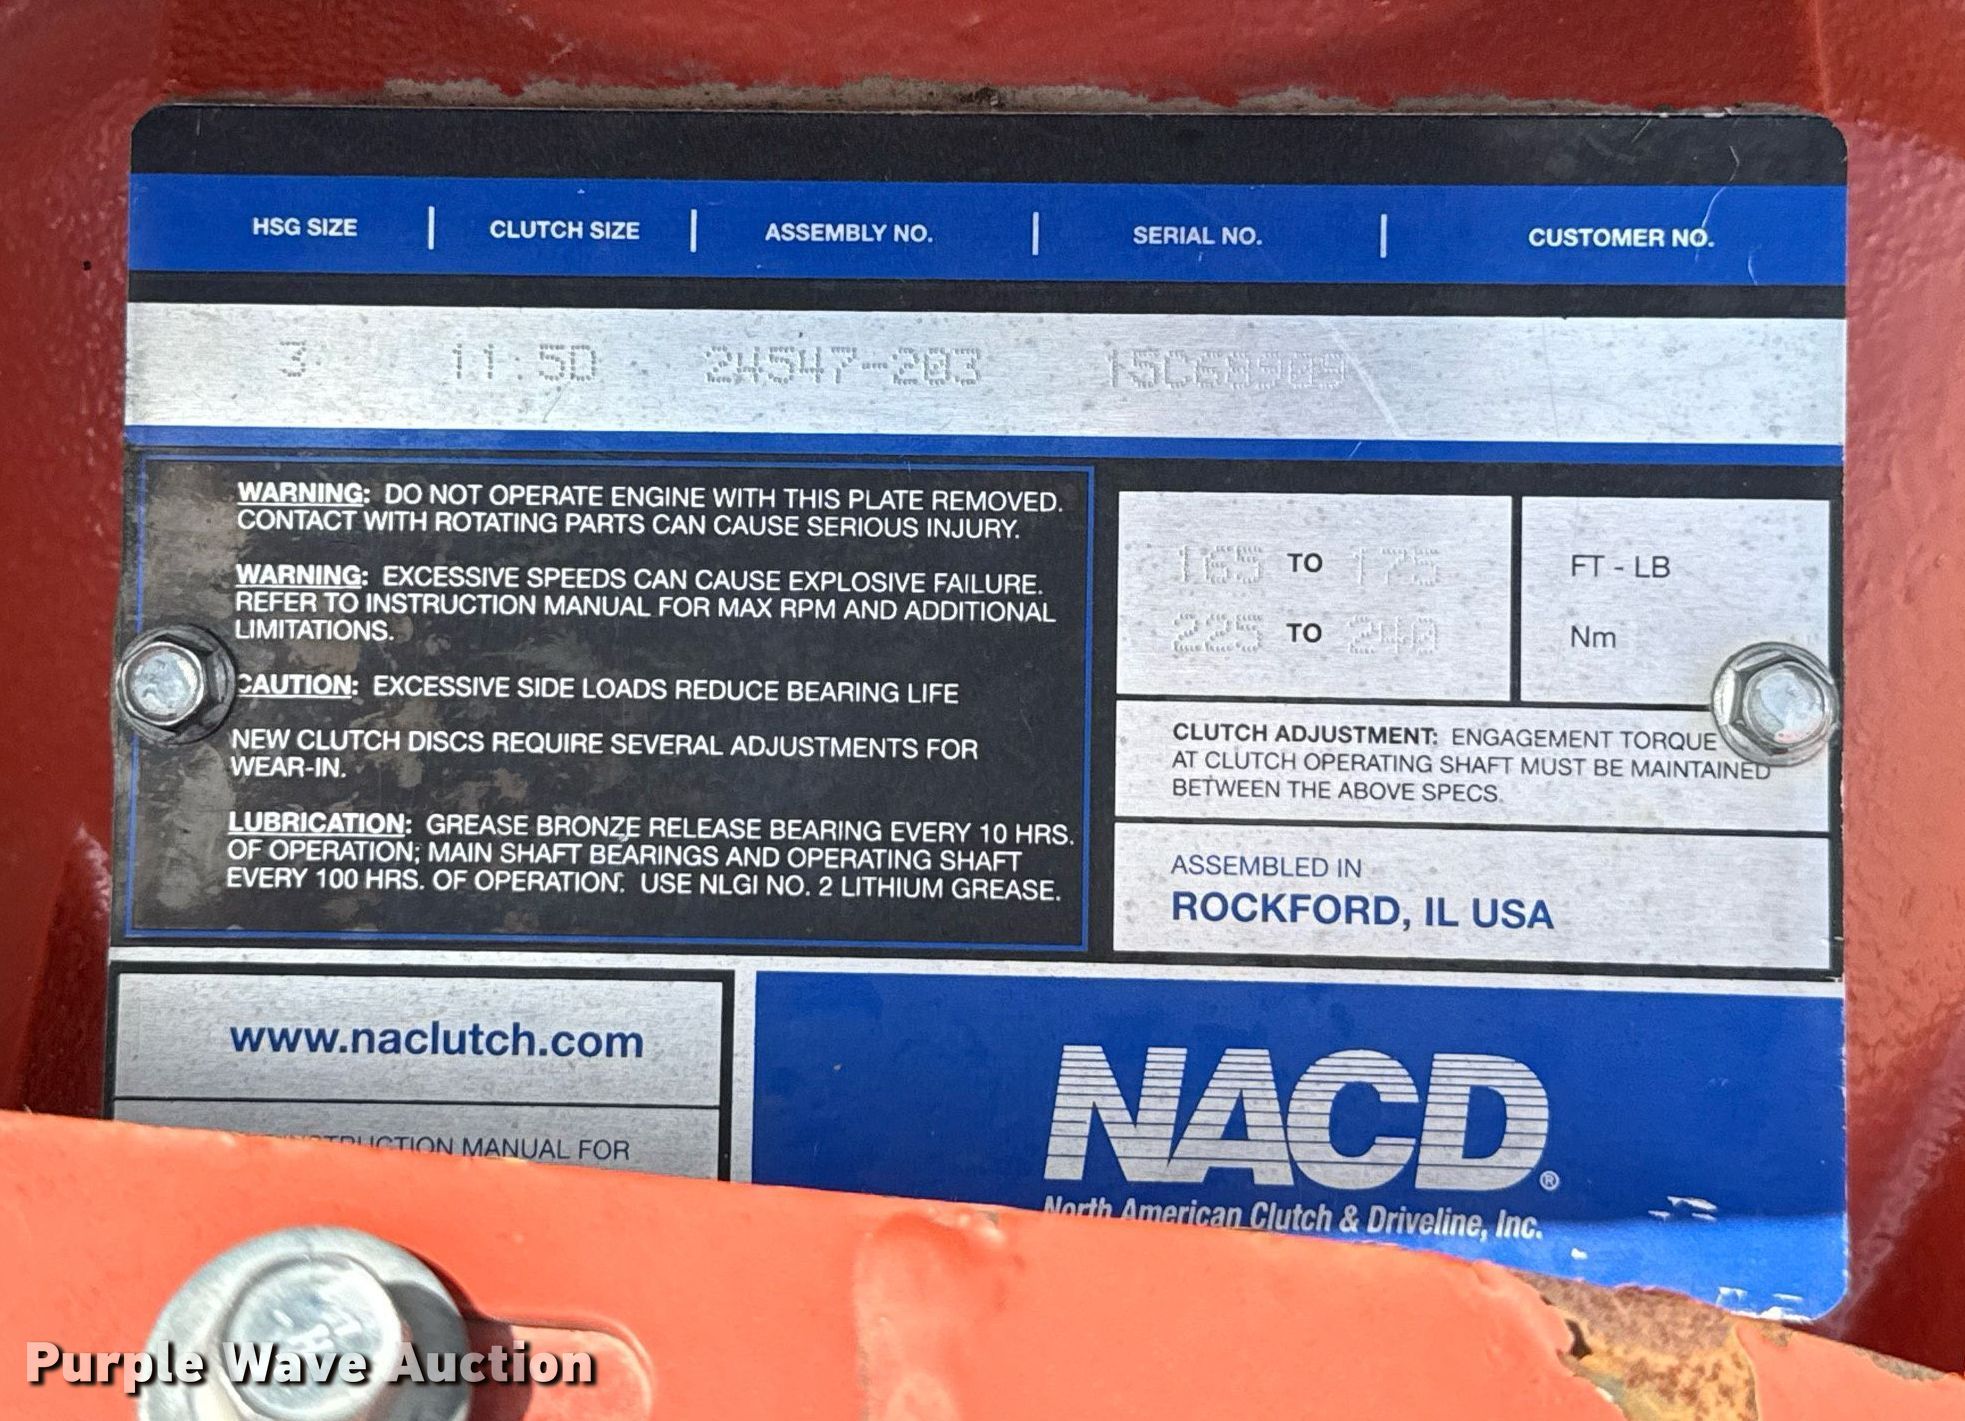 HSG SIZE | CLUTCH SIZE | ASSEMBLY NO. | SERIAL NO. | CUSTOMER NO.
3 11.5D 24547-203 15C68909
WARNING: DO NOT OPERATE ENGINE WITH THIS PLATE REMOVED.
CONTACT WITH ROTATING PARTS CAN CAUSE SERIOUS INJURY.
WARNING: EXCESSIVE SPEEDS CAN CAUSE EXPLOSIVE FAILURE.
REFER TO INSTRUCTION MANUAL FOR MAX RPM AND ADDITIONAL
LIMITATIONS.
CAUTION: EXCESSIVE SIDE LOADS REDUCE BEARING LIFE
NEW CLUTCH DISCS REQUIRE SEVERAL ADJUSTMENTS FOR
WEAR-IN.
LUBRICATION: GREASE BRONZE RELEASE BEARING EVERY 10 HRS.
OF OPERATION; MAIN SHAFT BEARINGS AND OPERATING SHAFT
EVERY 100 HRS. OF OPERATION. USE NLGI NO. 2 LITHIUM GREASE.
165 TO 175 FT - LB
225 TO 240 Nm
CLUTCH ADJUSTMENT: ENGAGEMENT TORQUE
AT CLUTCH OPERATING SHAFT MUST BE MAINTAINED
BETWEEN THE ABOVE SPECS.
ASSEMBLED IN
ROCKFORD, IL USA
www.naclutch.com
INSTRUCTION MANUAL FOR
NACD®
North American Clutch & Driveline, Inc.
Purple Wave Auction